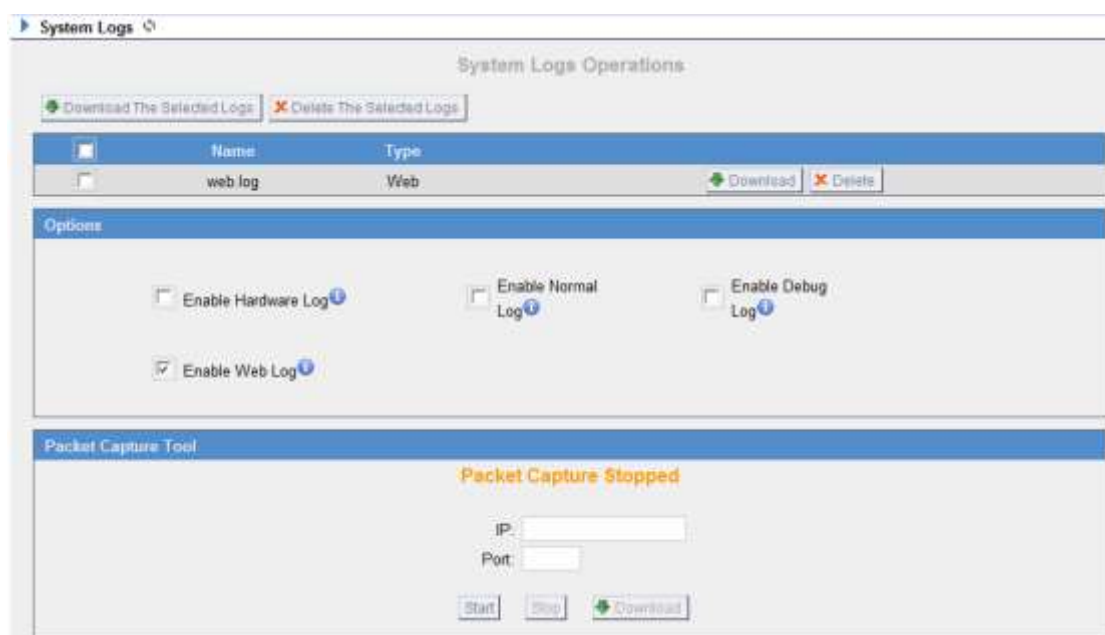 System Logs
System Logs Operations
Download The Selected Logs Delete The Selected Logs
Name Type
web log Web Download Delete
Options
Enable Hardware Log
Enable Normal
Log
Enable Debug
Log
Enable Web Log
Packet Capture Tool
Packet Capture Stopped
IP:
Port:
Start Stop Download